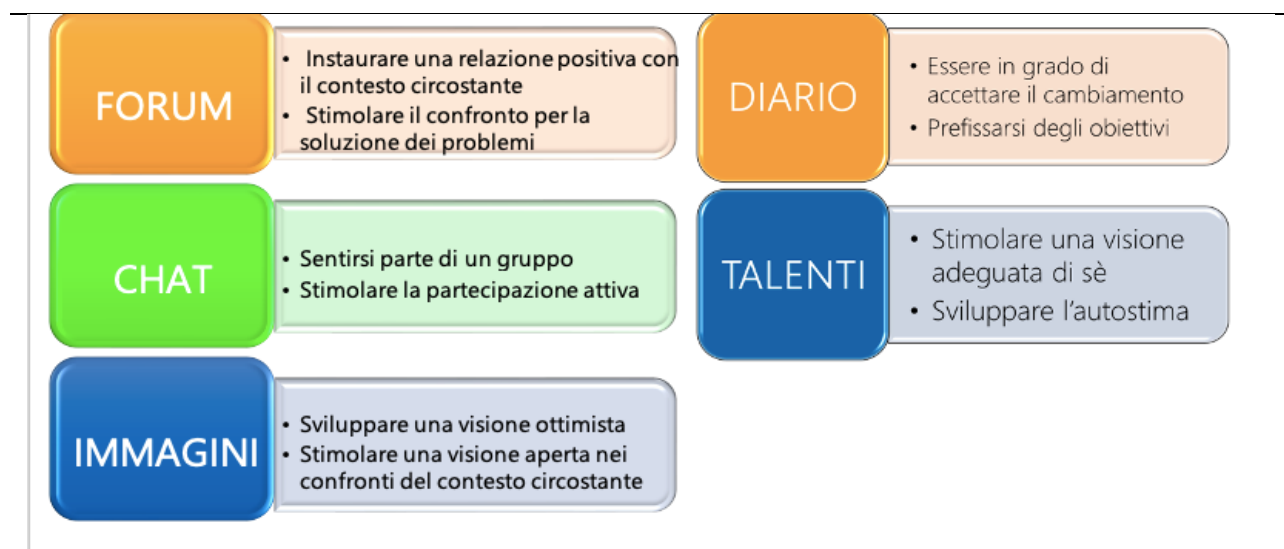 FORUM
• Instaurare una relazione positiva con
il contesto circostante
• Stimolare il confronto per la
soluzione dei problemi
CHAT
• Sentirsi parte di un gruppo
• Stimolare la partecipazione attiva
IMMAGINI
• Sviluppare una visione ottimista
• Stimolare una visione aperta nei
confronti del contesto circostante
DIARIO
• Essere in grado di
accettare il cambiamento
• Prefissarsi degli obiettivi
TALENTI
• Stimolare una visione
adeguata di sè
• Sviluppare l'autostima